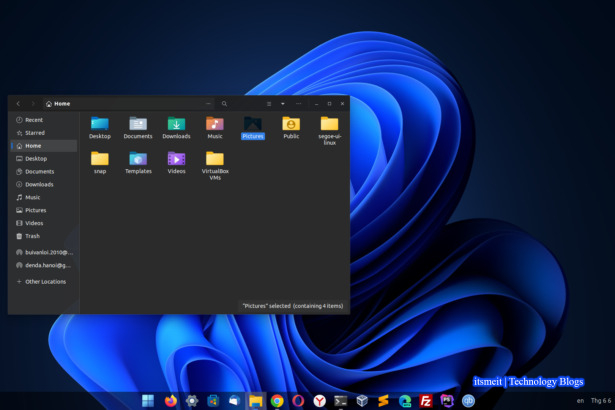 Home
Recent
Starred
Home
Desktop
Documents
Downloads
Music
Pictures
Videos
Trash
buivanloi.2010@...
denda.hanoi@g...
Other Locations
Desktop
Documents
Downloads
Music
Pictures
Public
segoe-ui-
linux
snap
Templates
Videos
VirtualBox
VMs
"Pictures" selected (containing 4 items)
itsmeit | Technology Blogs
en
Thg 6 6